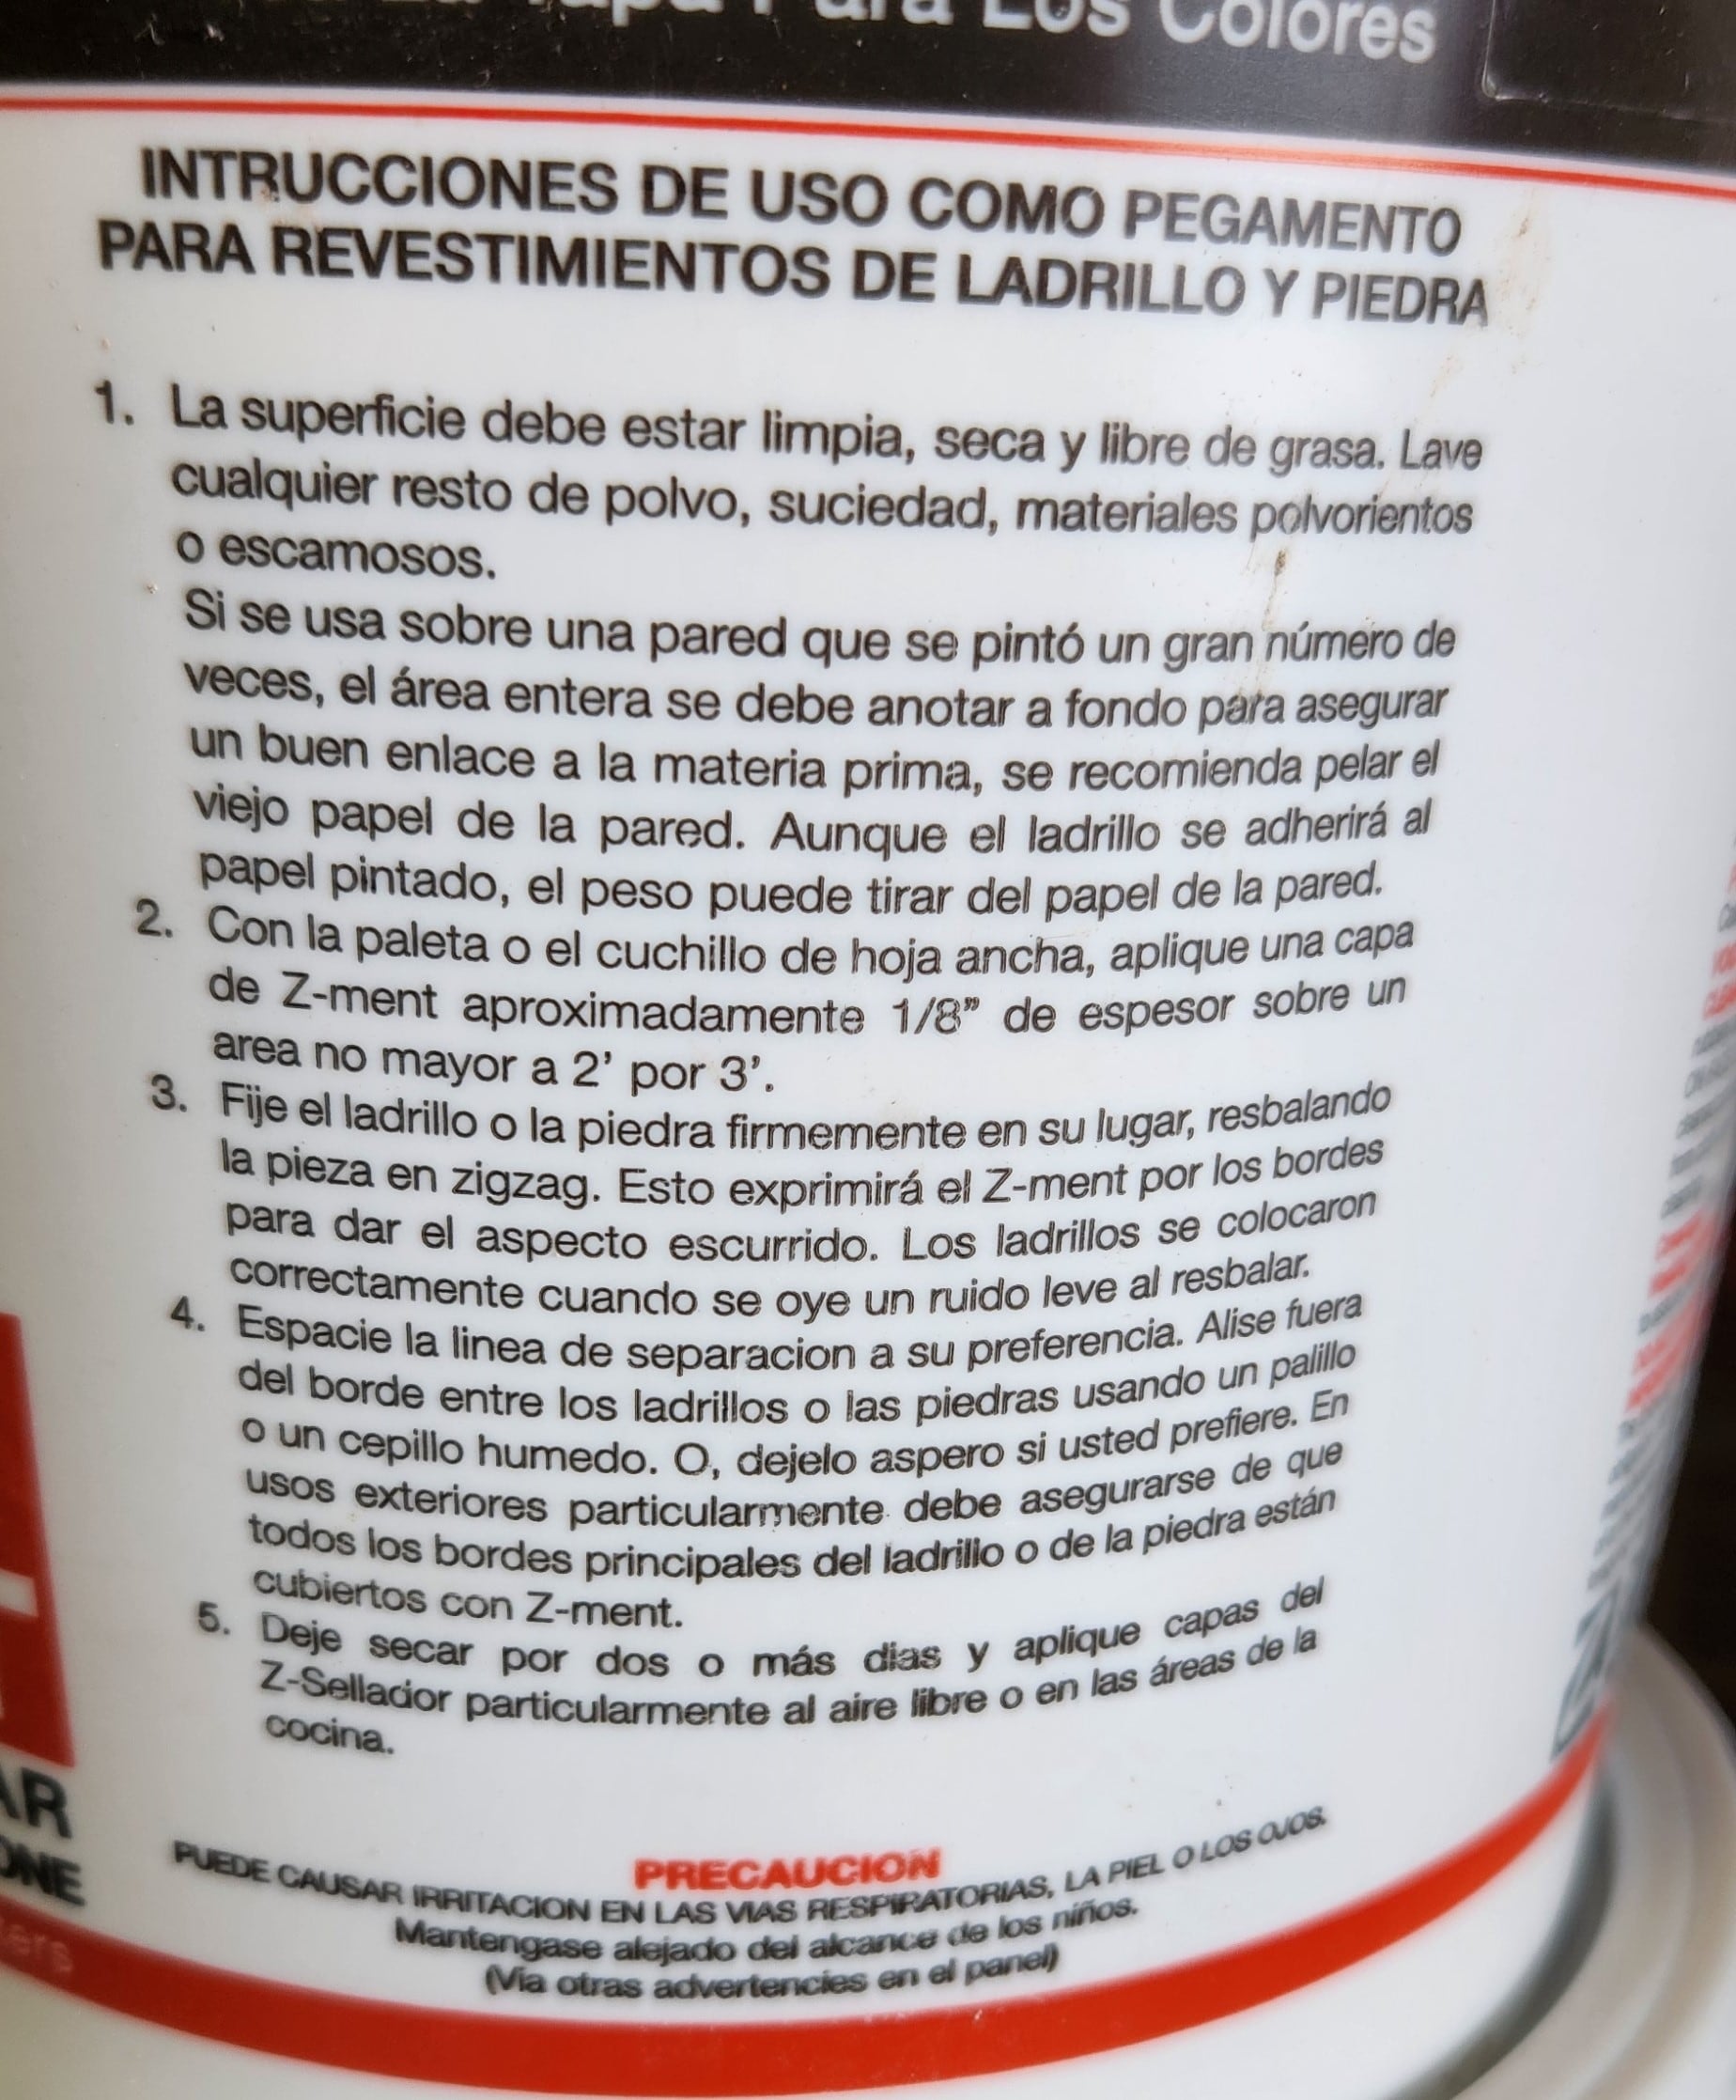 Tapa Para Los Colores
INTRUCCIONES DE USO COMO PEGAMENTO
PARA REVESTIMIENTOS DE LADRILLO Y PIEDRA
1. La superficie debe estar limpia, seca y libre de grasa. Lave
cualquier resto de polvo, suciedad, materiales polvorientos
o escamosos.
Si se usa sobre una pared que se pintó un gran número de
veces, el área entera se debe anotar a fondo para asegurar
un buen enlace a la materia prima, se recomienda pelar el
viejo papel de la pared. Aunque el ladrillo se adherirá al
papel pintado, el peso puede tirar del papel de la pared.
2. Con la paleta o el cuchillo de hoja ancha, aplique una capa
de Z-ment aproximadamente 1/8” de espesor sobre un
area no mayor a 2’ por 3’.
3. Fije el ladrillo o la piedra firmemente en su lugar, resbalando
la pieza en zigzag. Esto exprimirá el Z-ment por los bordes
para dar el aspecto escurrido. Los ladrillos se colocaron
correctamente cuando se oye un ruido leve al resbalar.
4. Espacie la linea de separacion a su preferencia. Alise fuera
del borde entre los ladrillos o las piedras usando un palillo
o un cepillo humedo. O, dejelo aspero si usted prefiere. En
usos exteriores particularmente debe asegurarse de que
todos los bordes principales del ladrillo o de la piedra están
cubiertos con Z-ment.
5. Deje secar por dos o más dias y aplique capas del
Z-Sellador particularmente al aire libre o en las áreas de la
cocina.
PRECAUCION
PUEDE CAUSAR IRRITACION EN LAS VIAS RESPIRATORIAS, LA PIEL O LOS OJOS.
Mantengase alejado del alcance de los niños.
(Via otras advertencies en el panel)
AR
ONE
ers